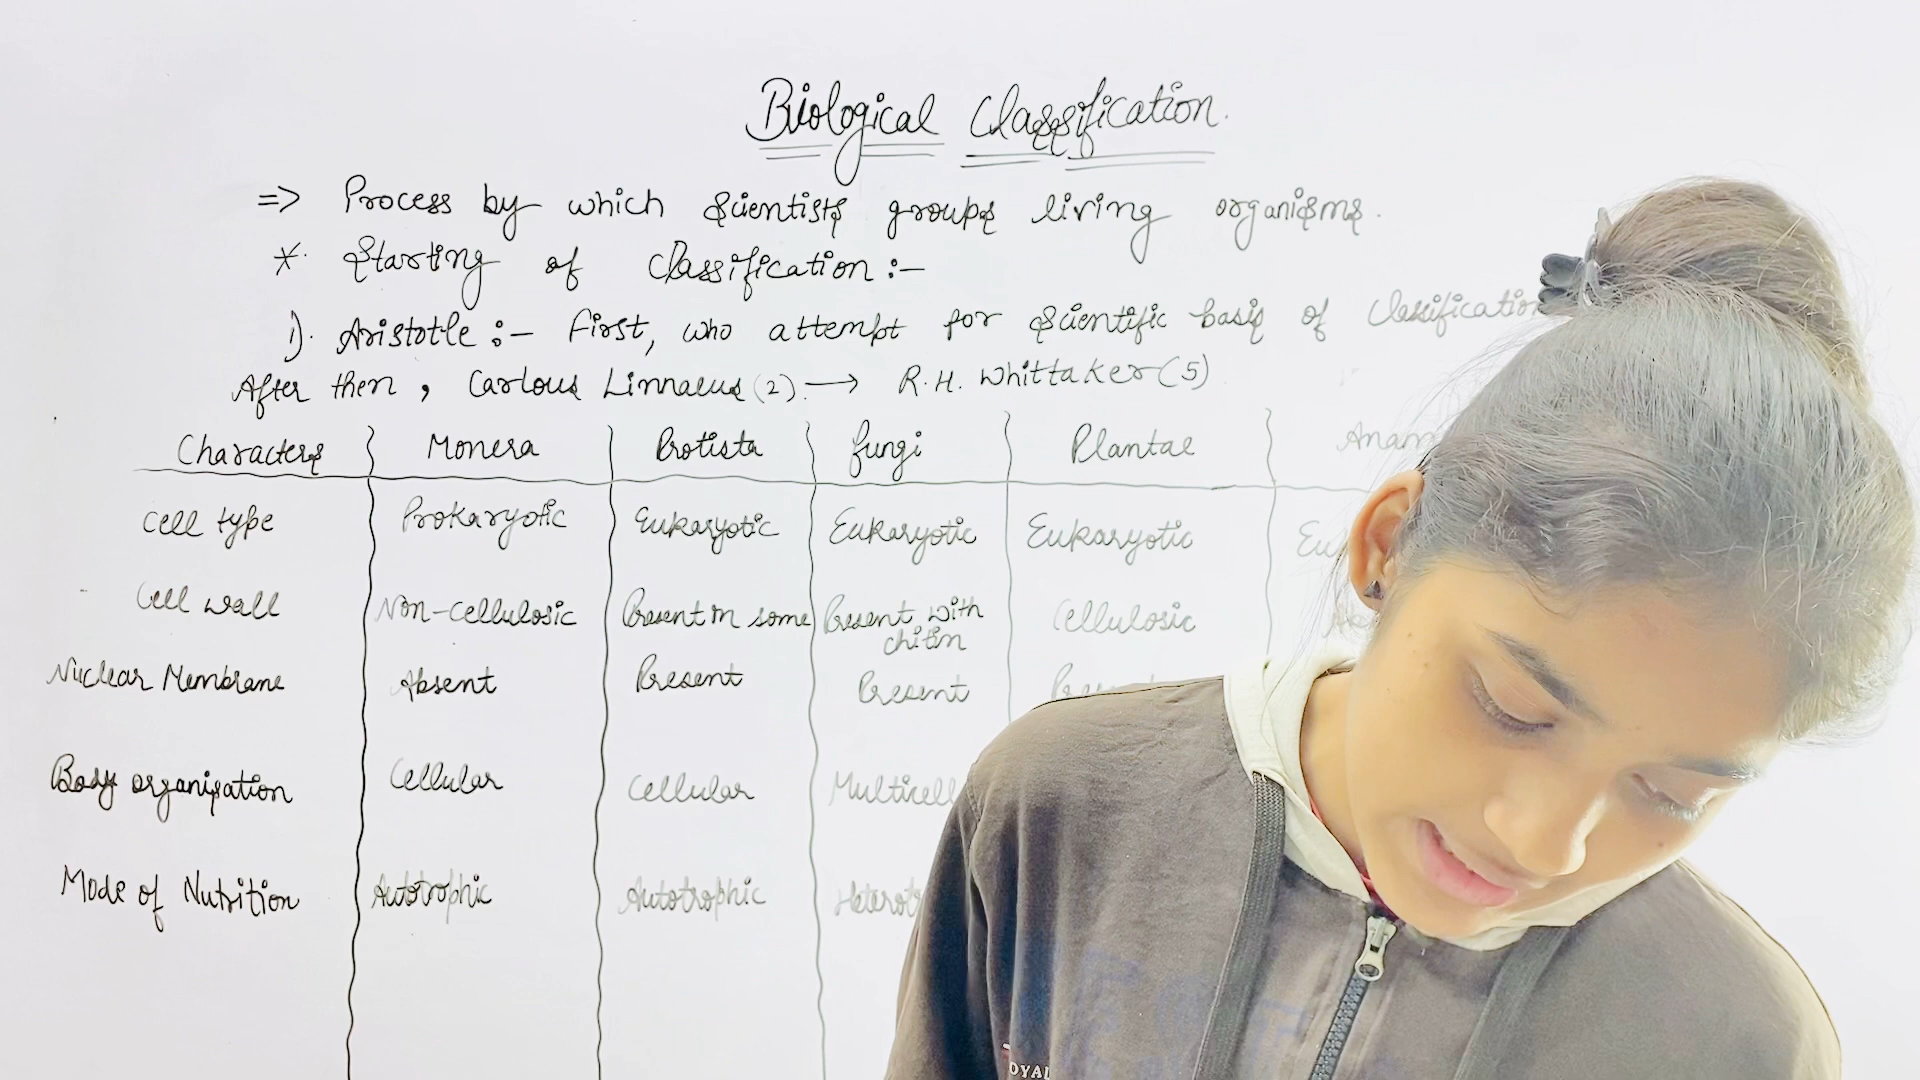 Biological Classification.
=> Process by which scientists groups living organisms.
* Starting of Classification :-
1). Aristotle :- First, who attempt for scientific basis of Classification
After then, Carlous Linnaeus (2) → R.H. Whittaker (5)
Characters Monera Protista fungi Plantae
Cell type Prokaryotic Eukaryotic Eukaryotic Eukaryotic
Cell wall Non-cellulosic Present in some Present with chitin Cellulosic
Nuclear Membrane Absent Present Present Present
Body organisation Cellular Cellular Multicell
Mode of Nutrition Autotrophic Autotrophic Heterotr